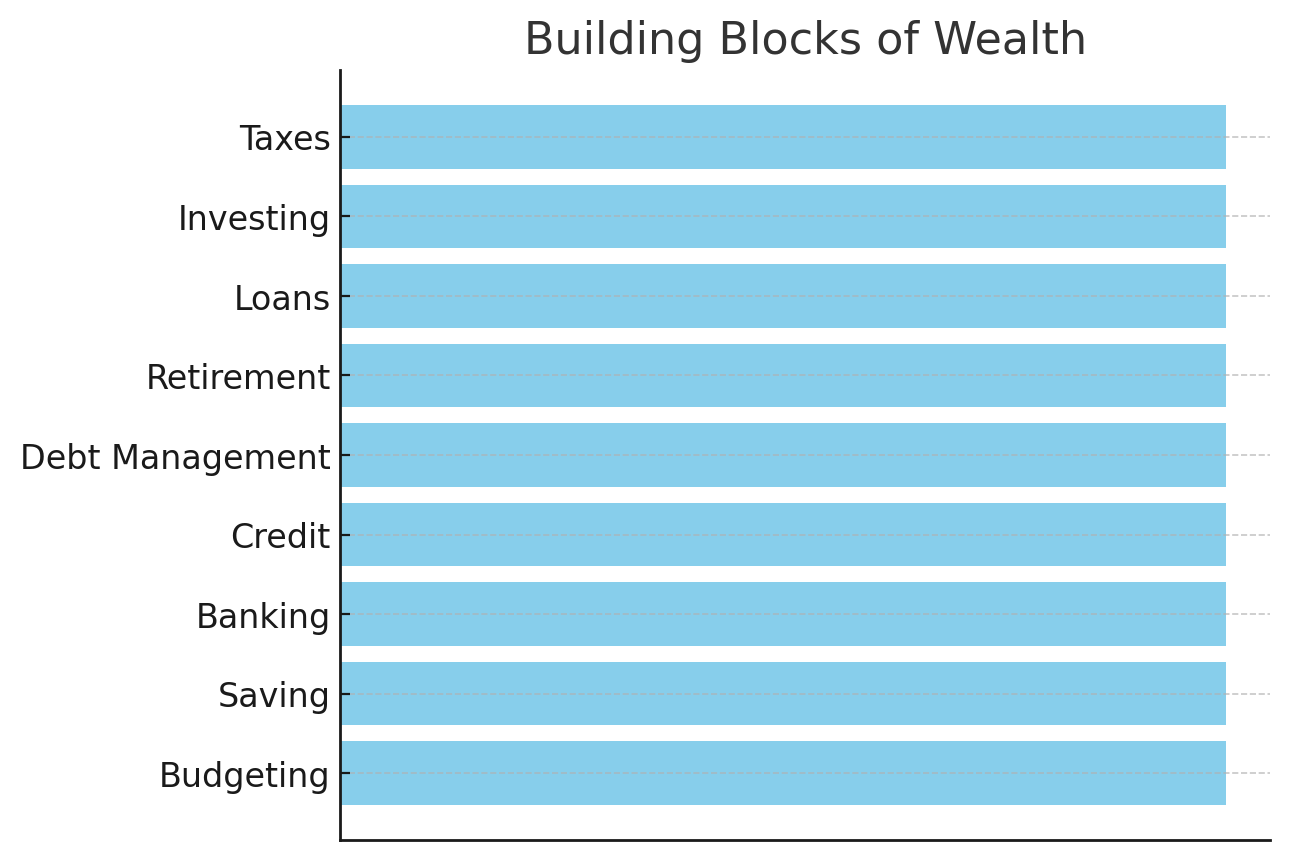 Building Blocks of Wealth
Taxes
Investing
Loans
Retirement
Debt Management
Credit
Banking
Saving
Budgeting